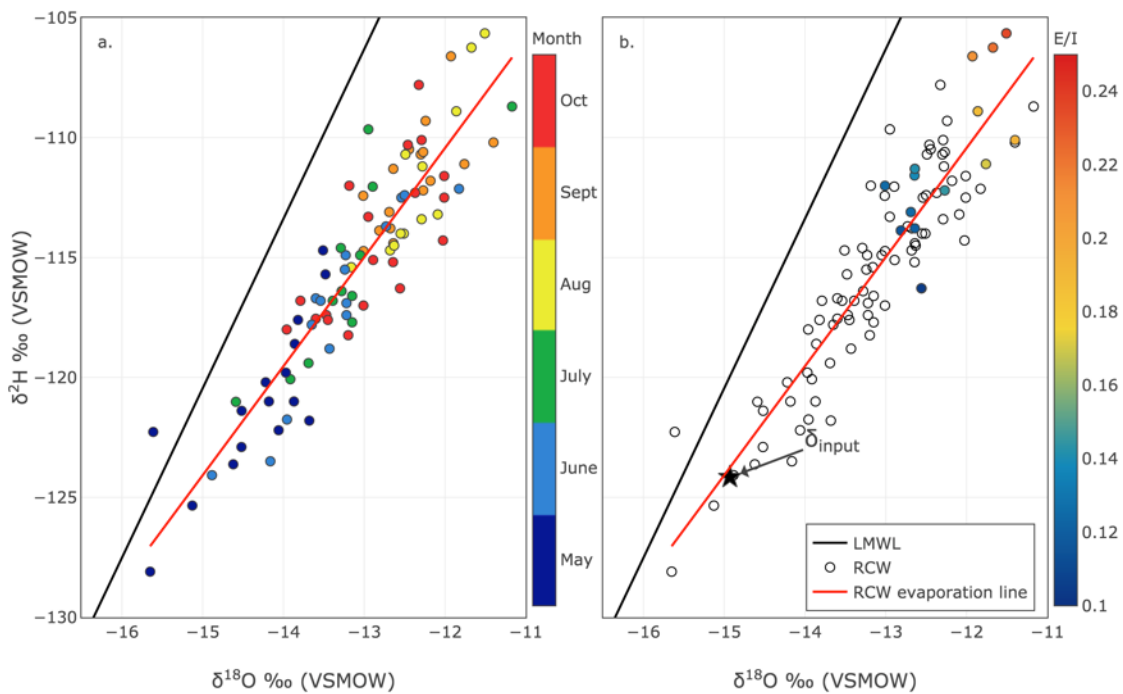 a.
Month
Oct
Sept
Aug
July
June
May
−105
−110
−115
−120
−125
−130
δ²H ‰ (VSMOW)
−16
−15
−14
−13
−12
−11
δ¹⁸O ‰ (VSMOW)
b.
E/I
0.24
0.22
0.2
0.18
0.16
0.14
0.12
0.1
δ̄input
LMWL
RCW
RCW evaporation line
−16
−15
−14
−13
−12
−11
δ¹⁸O ‰ (VSMOW)